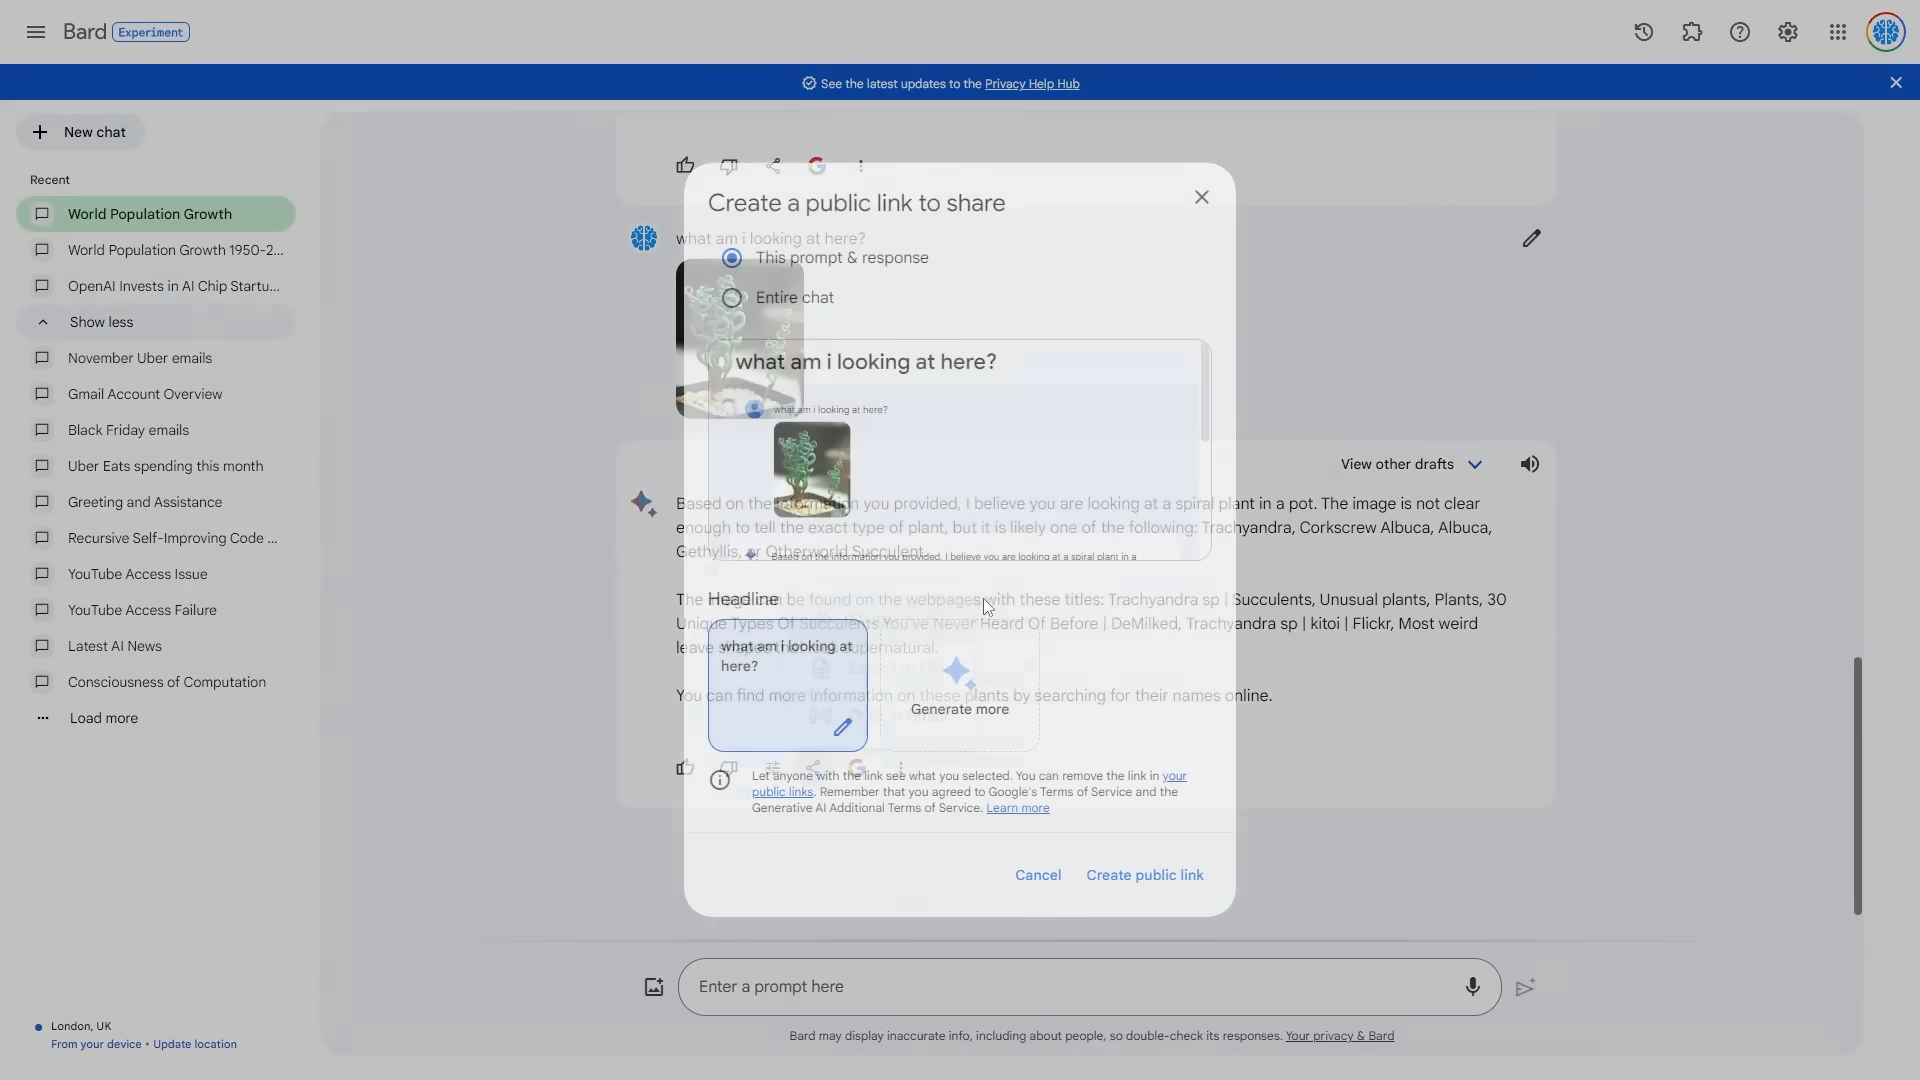 Bard Experiment
See the latest updates to the Privacy Help Hub
New chat
Recent
World Population Growth
World Population Growth 1950-2...
OpenAI Invests in AI Chip Startu...
Show less
November Uber emails
Gmail Account Overview
Black Friday emails
Uber Eats spending this month
Greeting and Assistance
Recursive Self-Improving Code ...
YouTube Access Issue
YouTube Access Failure
Latest AI News
Consciousness of Computation
Load more
London, UK
From your device • Update location
what am i looking at here?
View other drafts
Based on the information you provided, I believe you are looking at a spiral plant in a pot. The image is not clear
enough to tell the exact type of plant, but it is likely one of the following: Trachyandra, Corkscrew Albuca, Albuca,
Gethyllis, or Otherworld Succulent.
The image can be found on the webpages with these titles: Trachyandra sp | Succulents, Unusual plants, Plants, 30
Unique Types Of Succulents You've Never Heard Of Before | DeMilked, Trachyandra sp | kitoi | Flickr, Most weird
leave shapes that look supernatural.
You can find more information on these plants by searching for their names online.
Create a public link to share
This prompt & response
Entire chat
what am i looking at here?
what am i looking at here?
Based on the information you provided, I believe you are looking at a spiral plant in a
Headline
what am i looking at
here?
Generate more
Let anyone with the link see what you selected. You can remove the link in your
public links. Remember that you agreed to Google's Terms of Service and the
Generative AI Additional Terms of Service. Learn more
Cancel
Create public link
Enter a prompt here
Bard may display inaccurate info, including about people, so double-check its responses. Your privacy & Bard